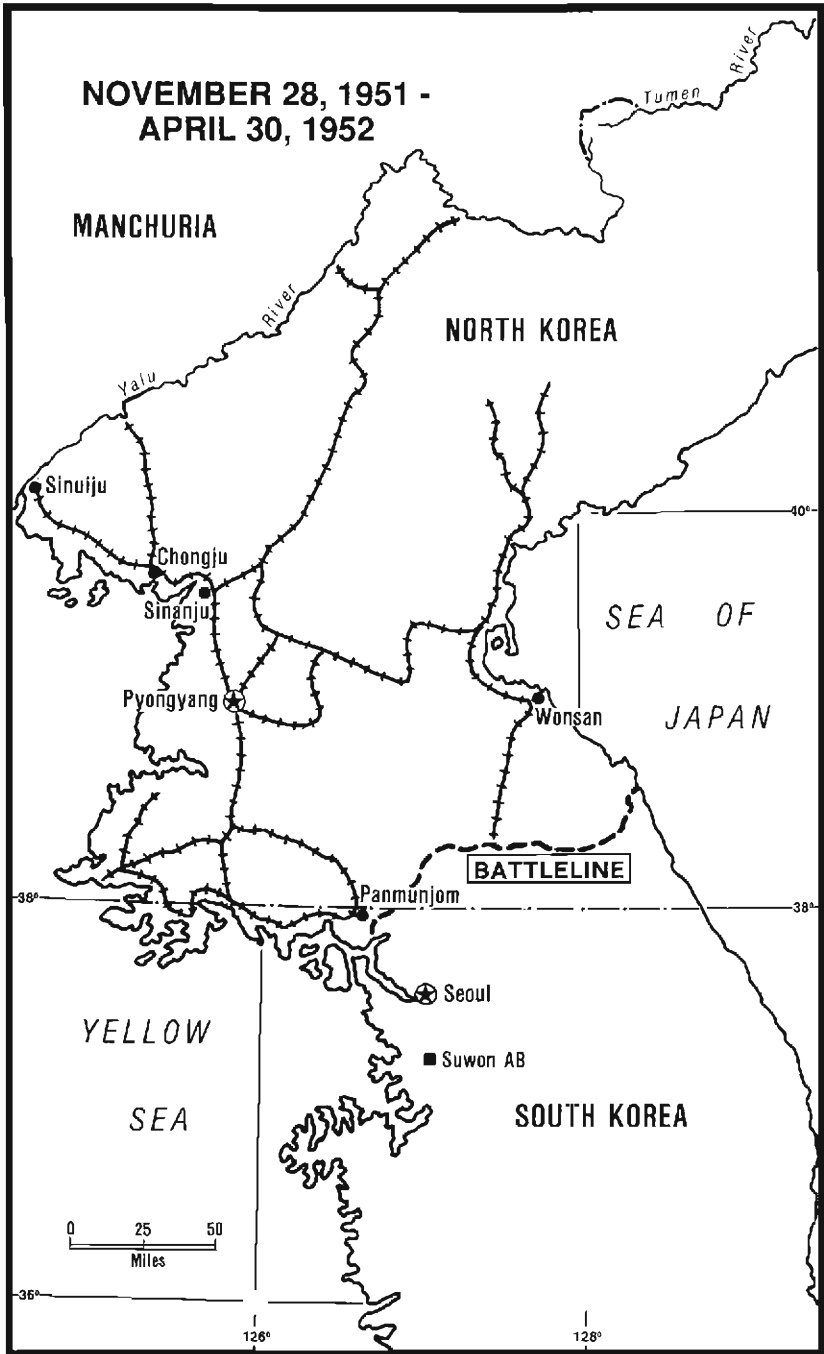 NOVEMBER 28, 1951 -
APRIL 30, 1952
Tumen
River
MANCHURIA
River
Yalu
NORTH KOREA
Sinuiju
40°
Chongju
Sinanju
SEA OF
JAPAN
Pyongyang
Wonsan
BATTLELINE
38°
Panmunjom
38°
Seoul
YELLOW
SEA
Suwon AB
SOUTH KOREA
0 25 50
Miles
36°
126°
128°